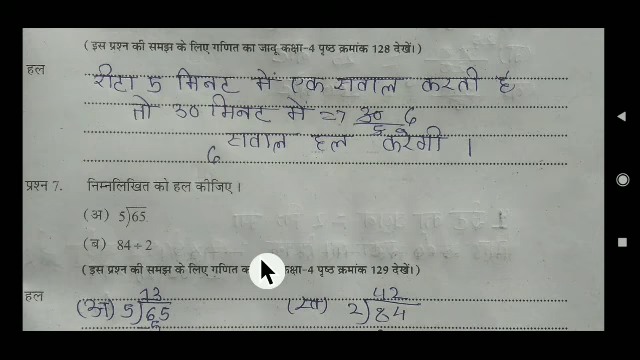 (इस प्रश्न की समझ के लिए गणित का जादू कक्षा-4 पृष्ठ क्रमांक 128 देखें।)
हल
रीटा 5 मिनट में एक सवाल करती है
तो 30 मिनट में => 30/5 6
6 सवाल हल करेगी ।
प्रश्न 7. निम्नलिखित को हल कीजिए ।
(अ) 5)65
(ब) 84÷2
(इस प्रश्न की समझ के लिए गणित क कक्षा-4 पृष्ठ क्रमांक 129 देखें।)
हल
(अ) 5)65 13
(ब) 2)84 42